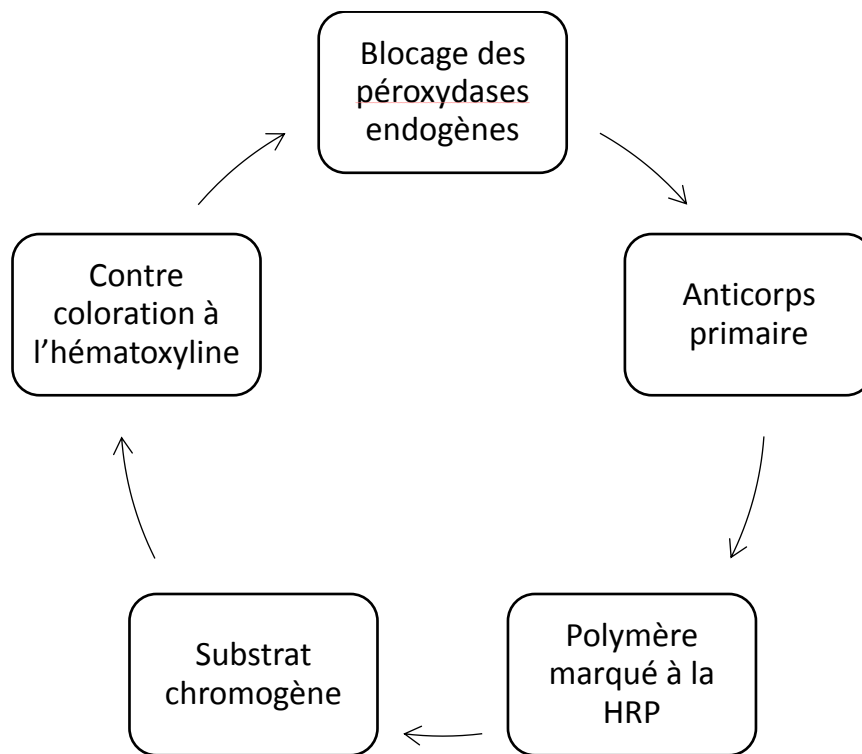 Blocage des
péroxydases
endogènes
Anticorps
primaire
Polymère
marqué à la
HRP
Substrat
chromogène
Contre
coloration à
l’hématoxyline